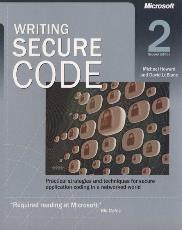 Microsoft
WRITING
SECURE
CODE
2
Second Edition
Michael Howard
and David LeBlanc
Practical strategies and techniques for secure
application coding in a networked world
"Required reading at Microsoft."
Bill Gates